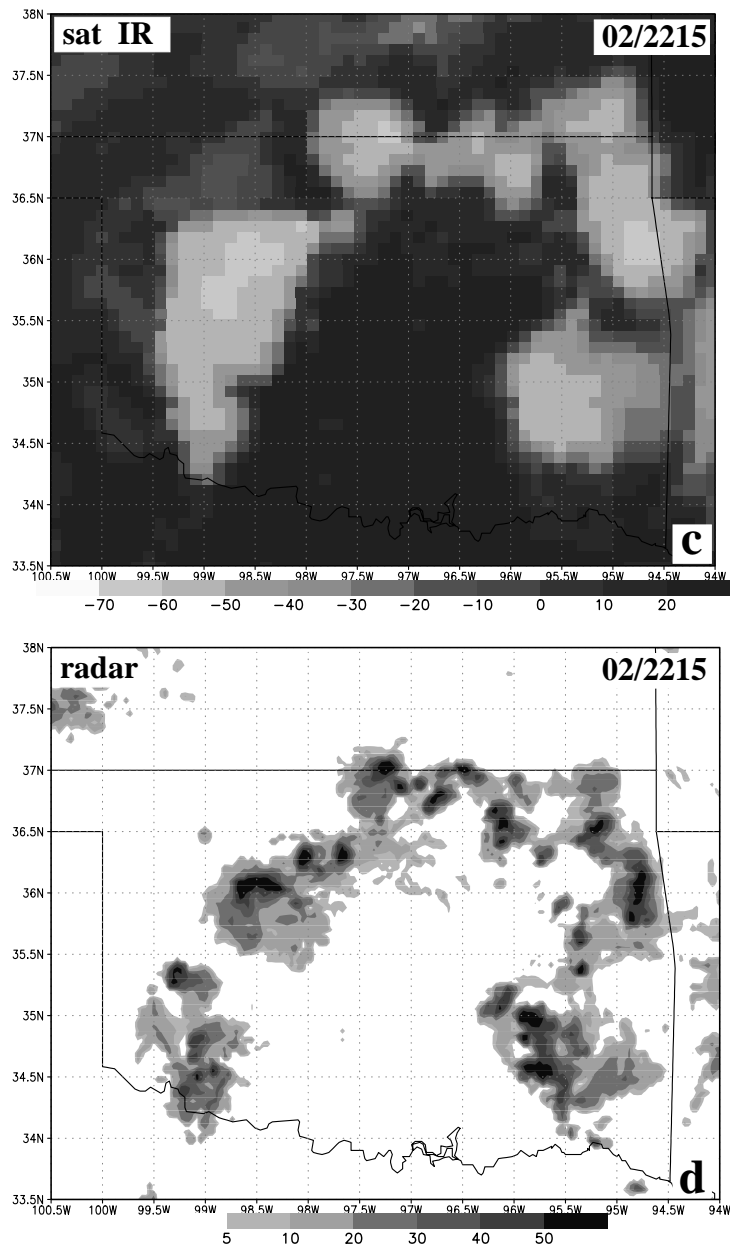 sat IR 02/2215
38N
37.5N
37N
36.5N
36N
35.5N
35N
34.5N
34N
33.5N
c
100.5W 100W 99.5W 99W 98.5W 98W 97.5W 97W 96.5W 96W 95.5W 95W 94.5W 94W
−70 −60 −50 −40 −30 −20 −10 0 10 20
radar 02/2215
38N
37.5N
37N
36.5N
36N
35.5N
35N
34.5N
34N
33.5N
d
100.5W 100W 99.5W 99W 98.5W 98W 97.5W 97W 96.5W 96W 95.5W 95W 94.5W 94W
5 10 20 30 40 50